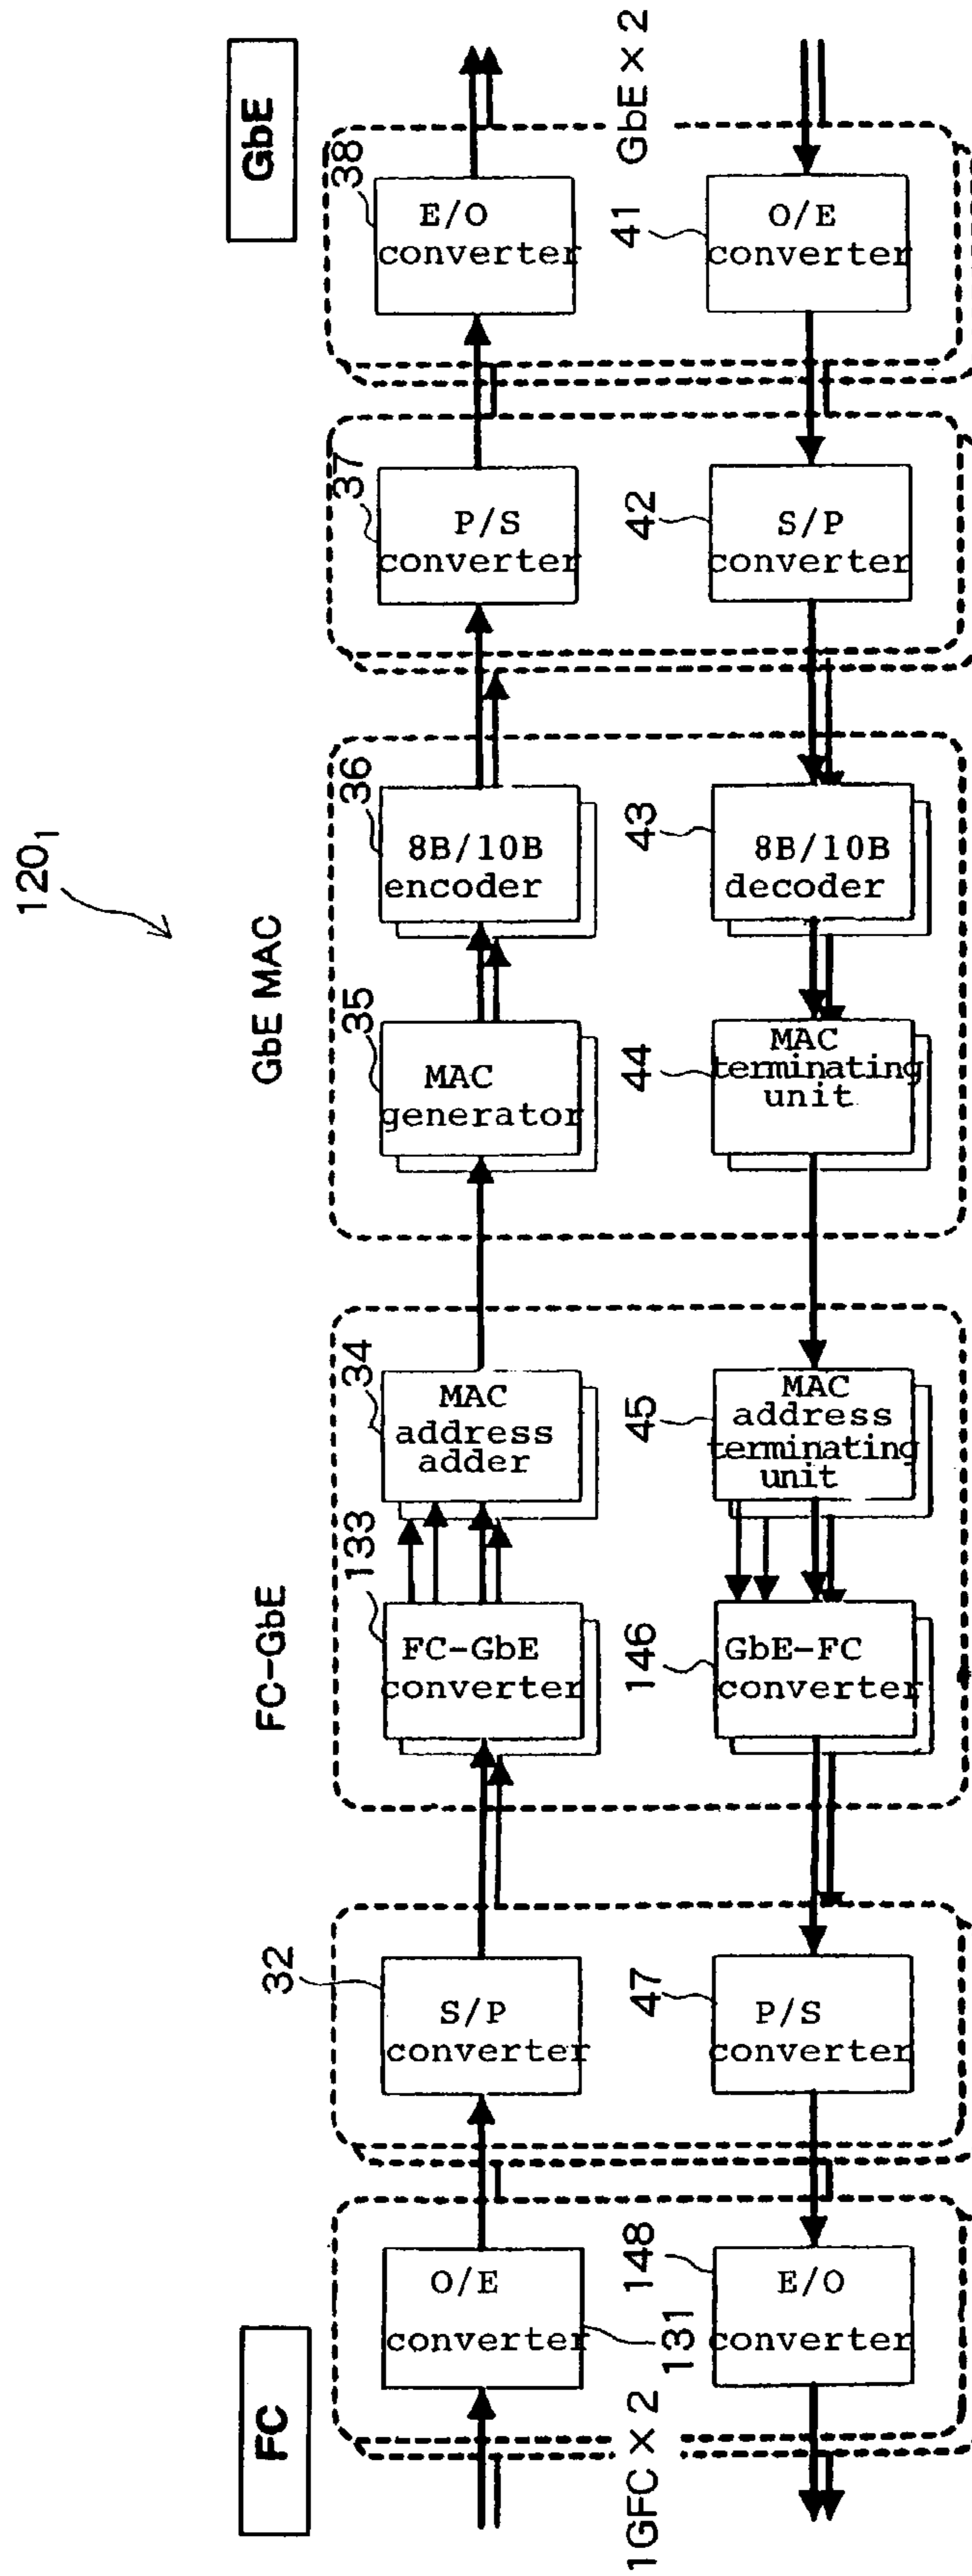 120₁
FC
GbE
FC-GbE
GbE MAC
1GFC × 2
GbE × 2
131
O/E
converter
32
S/P
converter
133
FC-GbE
converter
34
MAC
address
adder
35
MAC
generator
36
8B/10B
encoder
37
P/S
converter
38
E/O
converter
148
E/O
converter
47
P/S
converter
146
GbE-FC
converter
45
MAC
address
terminating
unit
44
MAC
terminating
unit
43
8B/10B
decoder
42
S/P
converter
41
O/E
converter